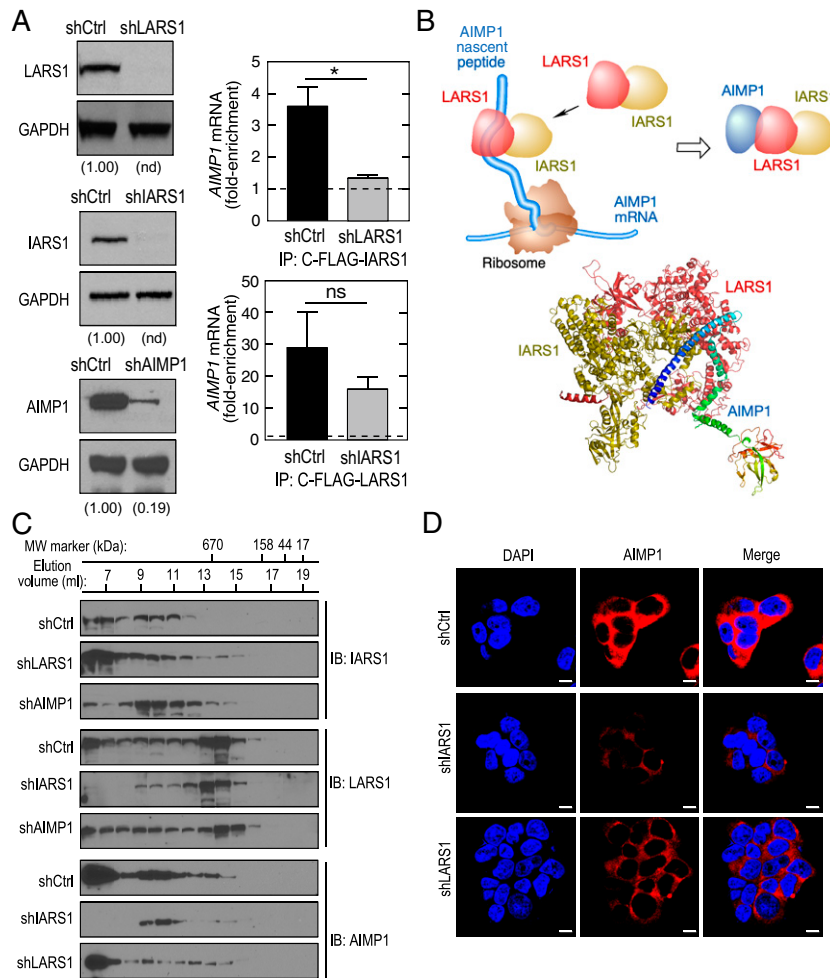 A
shCtrl shLARS1
LARS1
GAPDH
(1.00) (nd)
shCtrl shIARS1
IARS1
GAPDH
(1.00) (nd)
shCtrl shAIMP1
AIMP1
GAPDH
(1.00) (0.19)
AIMP1 mRNA
(fold-enrichment)
5
4
3
2
1
0
*
shCtrl shLARS1
IP: C-FLAG-IARS1
AIMP1 mRNA
(fold-enrichment)
50
40
30
20
10
0
ns
shCtrl shIARS1
IP: C-FLAG-LARS1
B
AIMP1
nascent
peptide
LARS1
IARS1
LARS1
IARS1
AIMP1
mRNA
Ribosome
AIMP1
IARS1
LARS1
LARS1
IARS1
AIMP1
C
MW marker (kDa): 670 158 44 17
Elution
volume (ml): 7 9 11 13 15 17 19
shCtrl
shLARS1
shAIMP1
IB: IARS1
shCtrl
shIARS1
shAIMP1
IB: LARS1
shCtrl
shIARS1
shLARS1
IB: AIMP1
D
DAPI AIMP1 Merge
shCtrl
shIARS1
shLARS1